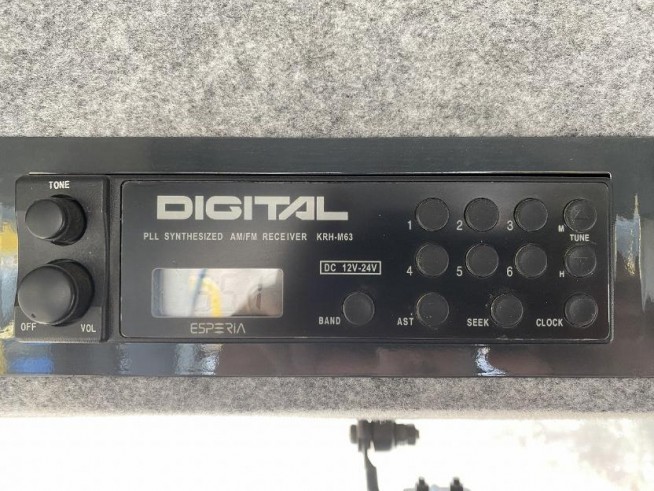 TONE
DIGITAL
PLL SYNTHESIZED AM/FM RECEIVER KRH-M63
1 2 3 M
TUNE
DC 12V-24V
4 5 6 H
OFF VOL
ESPERIA
BAND AST SEEK CLOCK